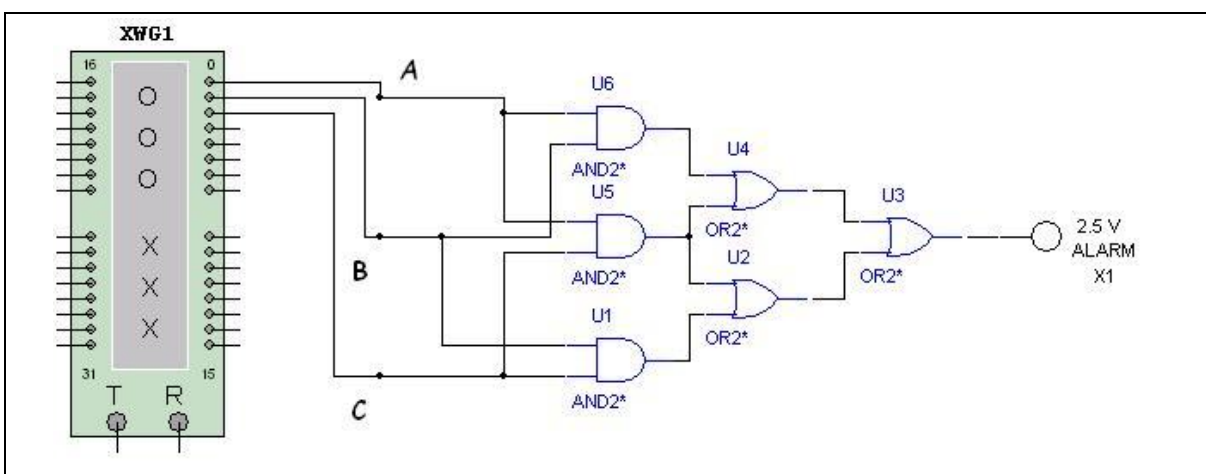 XWG1
16 0
O
O
O
X
X
X
31 15
T R
A
B
C
U6
AND2*
U5
AND2*
U1
AND2*
U4
OR2*
U2
OR2*
U3
OR2*
2.5 V
ALARM
X1